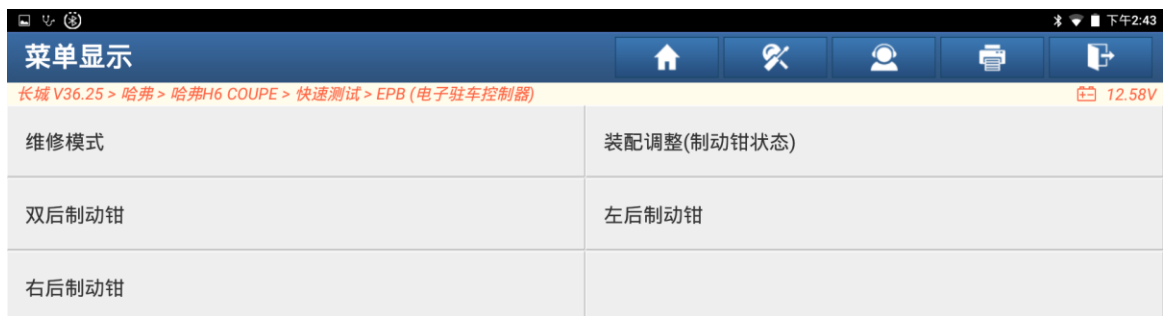 下午2:43
菜单显示
长城 V36.25 > 哈弗 > 哈弗H6 COUPE > 快速测试 > EPB (电子驻车控制器)
12.58V
维修模式
装配调整(制动钳状态)
双后制动钳
左后制动钳
右后制动钳